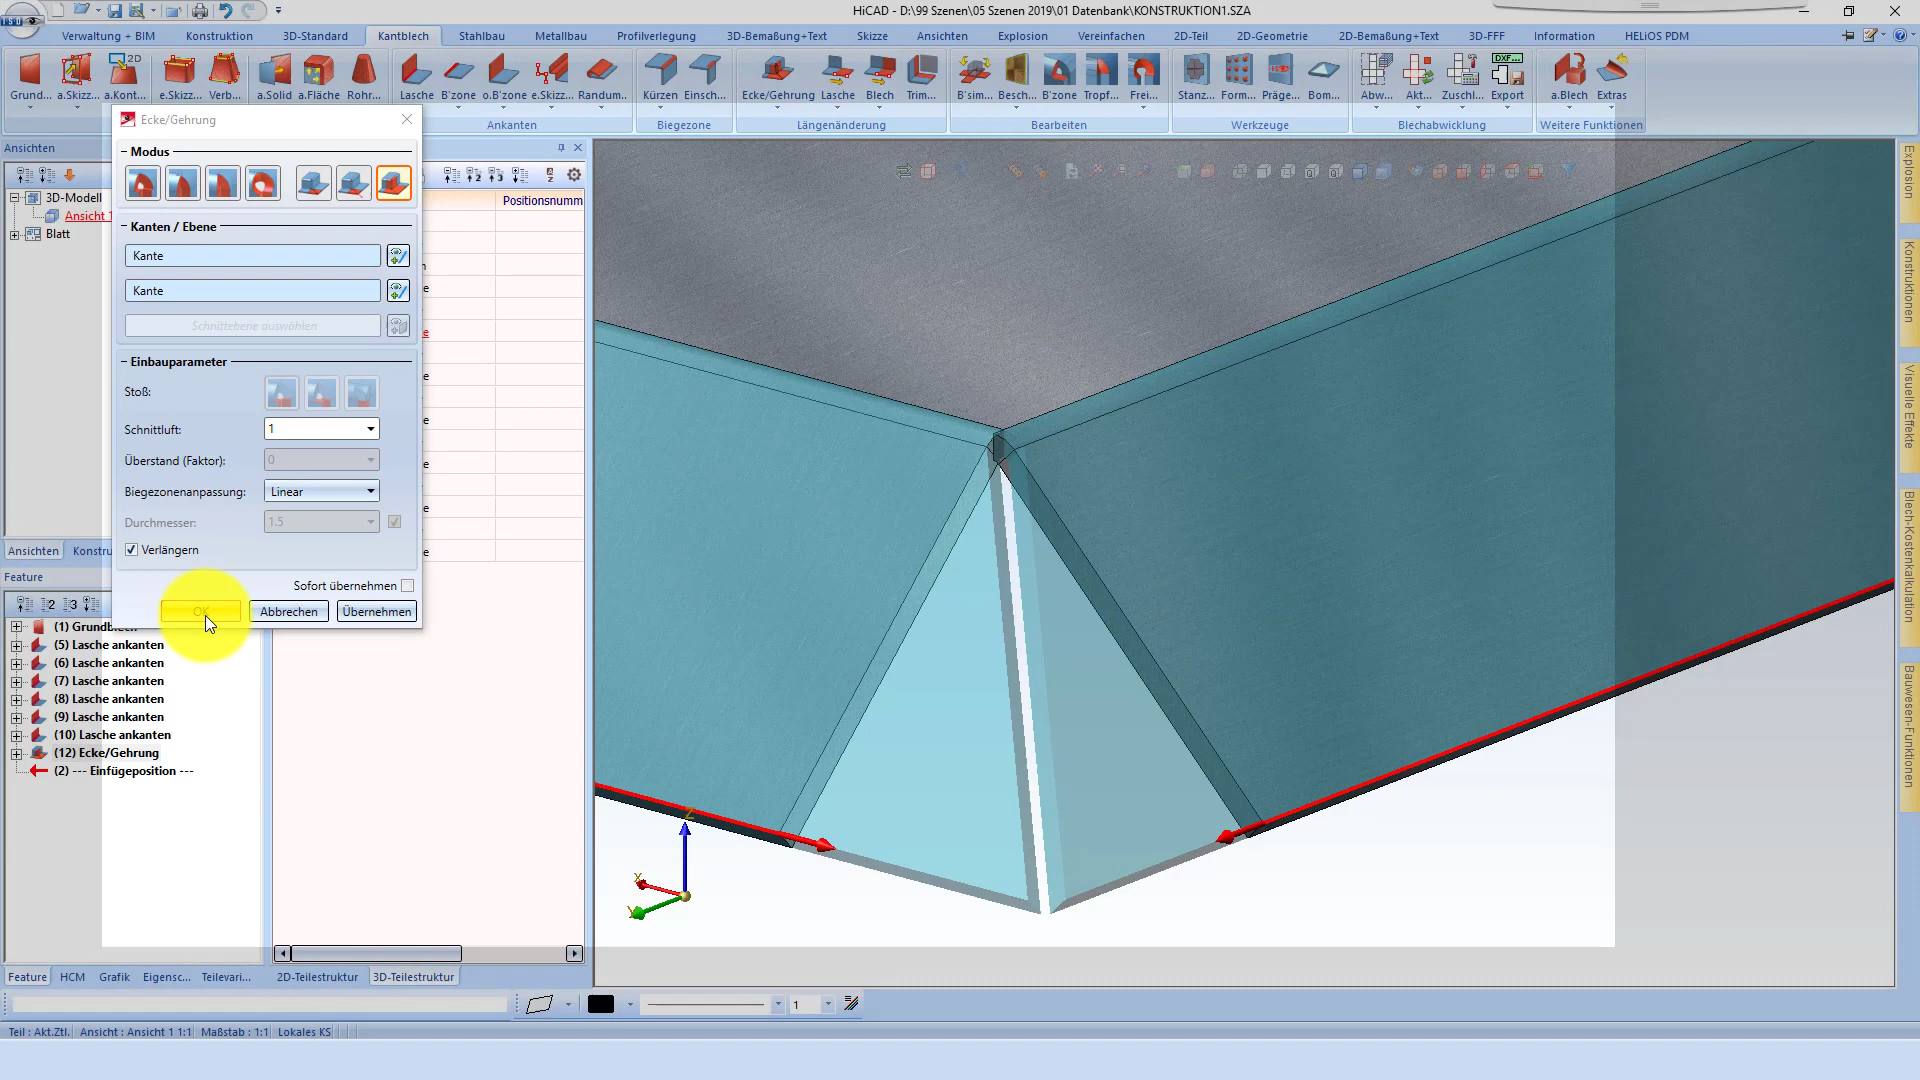 HiCAD - D:\99 Szenen\05 Szenen 2019\01 Datenbank\KONSTRUKTION1.SZA
ISD
Verwaltung + BIM Konstruktion 3D-Standard Kantblech Stahlbau Metallbau Profilverlegung 3D-Bemaßung+Text Skizze Ansichten Explosion Vereinfachen 2D-Teil 2D-Geometrie 2D-Bemaßung+Text 3D-FFF Information HELiOS PDM
2D
DXF...
Grund... a.Skizz... a.Kont... e.Skizz... Verb... a.Solid a.Fläche Rohr... Lasche B'zone o.B'zone e.Skizz... Randum... Kürzen Einsch... Ecke/Gehrung Lasche Blech Trim... B'sim... Besch... B'zone Tropf... Frei... Stanz... Form... Präge... Bom... Abw... Akt... Zuschl... Export a.Blech Extras
Ankanten Biegezone Längenänderung Bearbeiten Werkzeuge Blechabwicklung Weitere Funktionen
Ansichten
3D-Modell
Ansicht 1
Blatt
Ansichten Konstru
Ecke/Gehrung
Modus
Kanten / Ebene
Kante
Kante
Schnittebene auswählen
Einbauparameter
Stoß:
Schnittluft: 1
Überstand (Faktor): 0
Biegezonenanpassung: Linear
Durchmesser: 1.5
Verlängern
Sofort übernehmen
OK Abbrechen Übernehmen
Positionsnumm
Feature
(1) Grundblech
(5) Lasche ankanten
(6) Lasche ankanten
(7) Lasche ankanten
(8) Lasche ankanten
(9) Lasche ankanten
(10) Lasche ankanten
(12) Ecke/Gehrung
(2) --- Einfügeposition ---
Feature HCM Grafik Eigensc... Teilevari...
2D-Teilestruktur 3D-Teilestruktur
Z
X
Y
Explosion
Konstruktionen
Visuelle Effekte
Blech-Kostenkalkulation
Bauwesen-Funktionen
1
Teil : Akt.Ztl. Ansicht : Ansicht 1 1:1 Maßstab : 1:1 Lokales KS